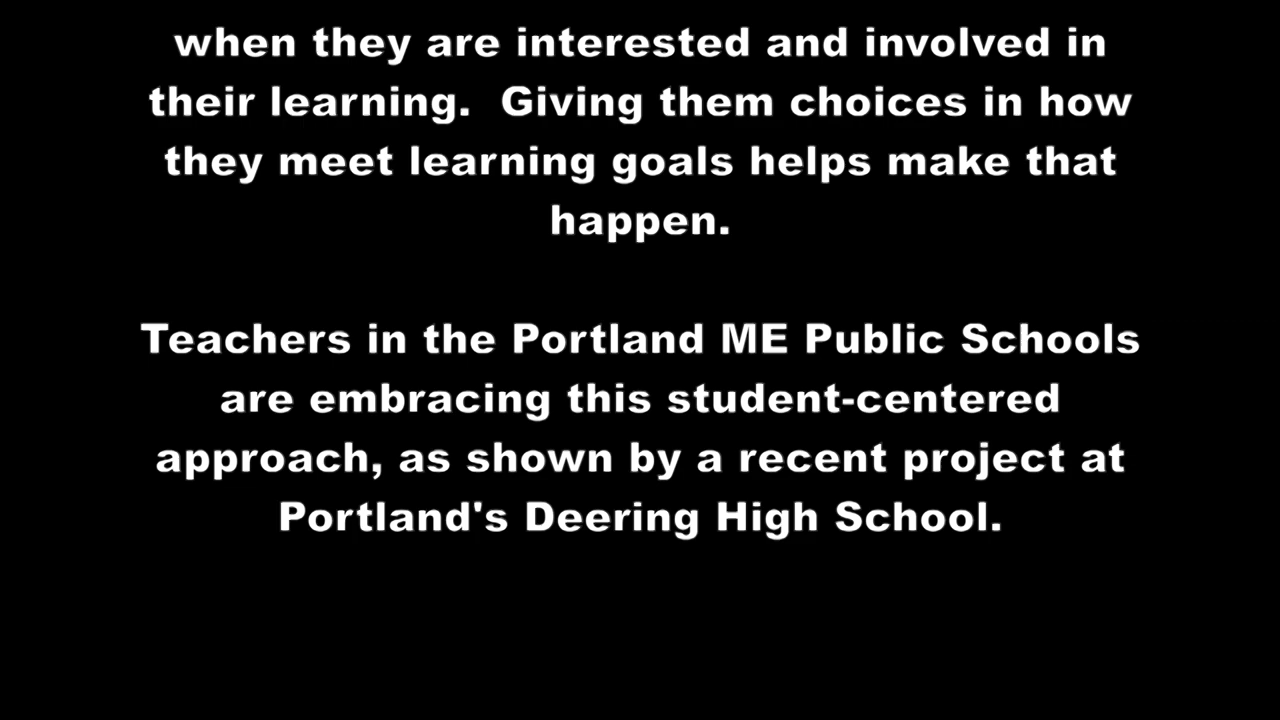 when they are interested and involved in
their learning.  Giving them choices in how
they meet learning goals helps make that
happen.
Teachers in the Portland ME Public Schools
are embracing this student-centered
approach, as shown by a recent project at
Portland's Deering High School.